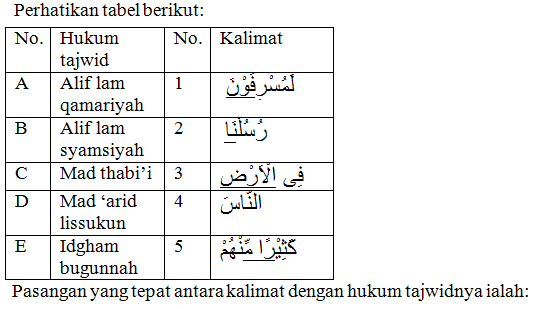 Perhatikan tabel berikut:
No. Hukum tajwid No. Kalimat
A Alif lam qamariyah 1 لَمُسْرِفَوْنَ
B Alif lam syamsiyah 2 رُسُلُنَا
C Mad thabi’i 3 فِى الْاَرْضِ
D Mad ‘arid lissukun 4 النَّاسَ
E Idgham bugunnah 5 كَثِيْرًا مِّنْهُمْ
Pasangan yang tepat antara kalimat dengan hukum tajwidnya ialah: